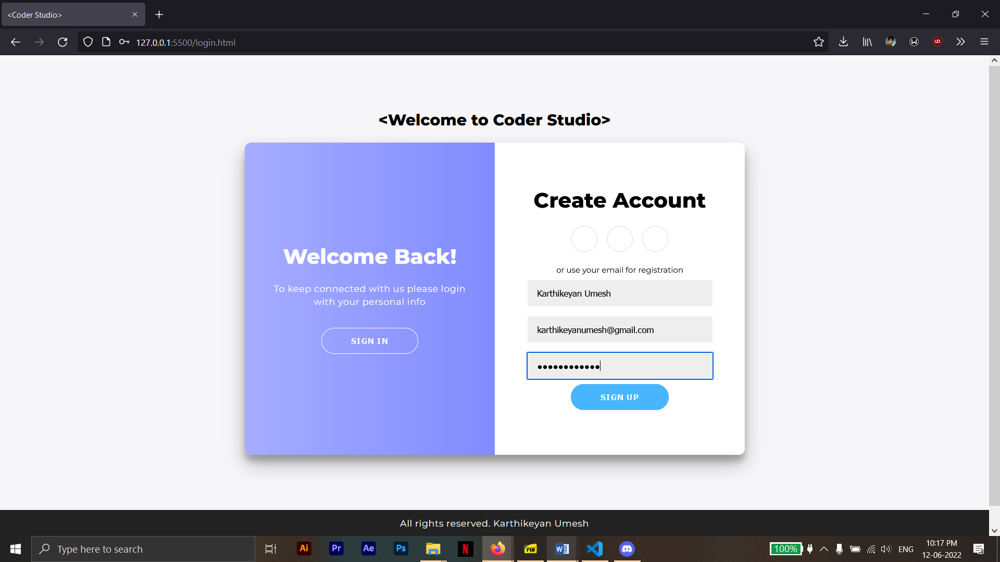 <Coder Studio>
127.0.0.1:5500/login.html
<Welcome to Coder Studio>
Welcome Back!
To keep connected with us please login
with your personal info
SIGN IN
Create Account
or use your email for registration
Karthikeyan Umesh
karthikeyanumesh@gmail.com
••••••••••••
SIGN UP
All rights reserved. Karthikeyan Umesh
Type here to search
Ai
Pr
Ae
Ps
N
PDF
W
100%
ENG
10:17 PM
12-06-2022